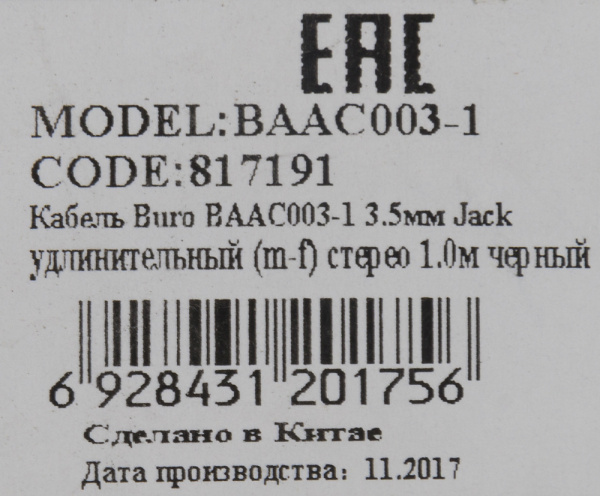 EAC
MODEL:BAAC003-1
CODE:817191
Кабель Buro BAAC003-1 3.5мм Jack
удлинительный (m-f) стерео 1.0м черный
6 928431 201756
Сделано в Китае
Дата производства: 11.2017